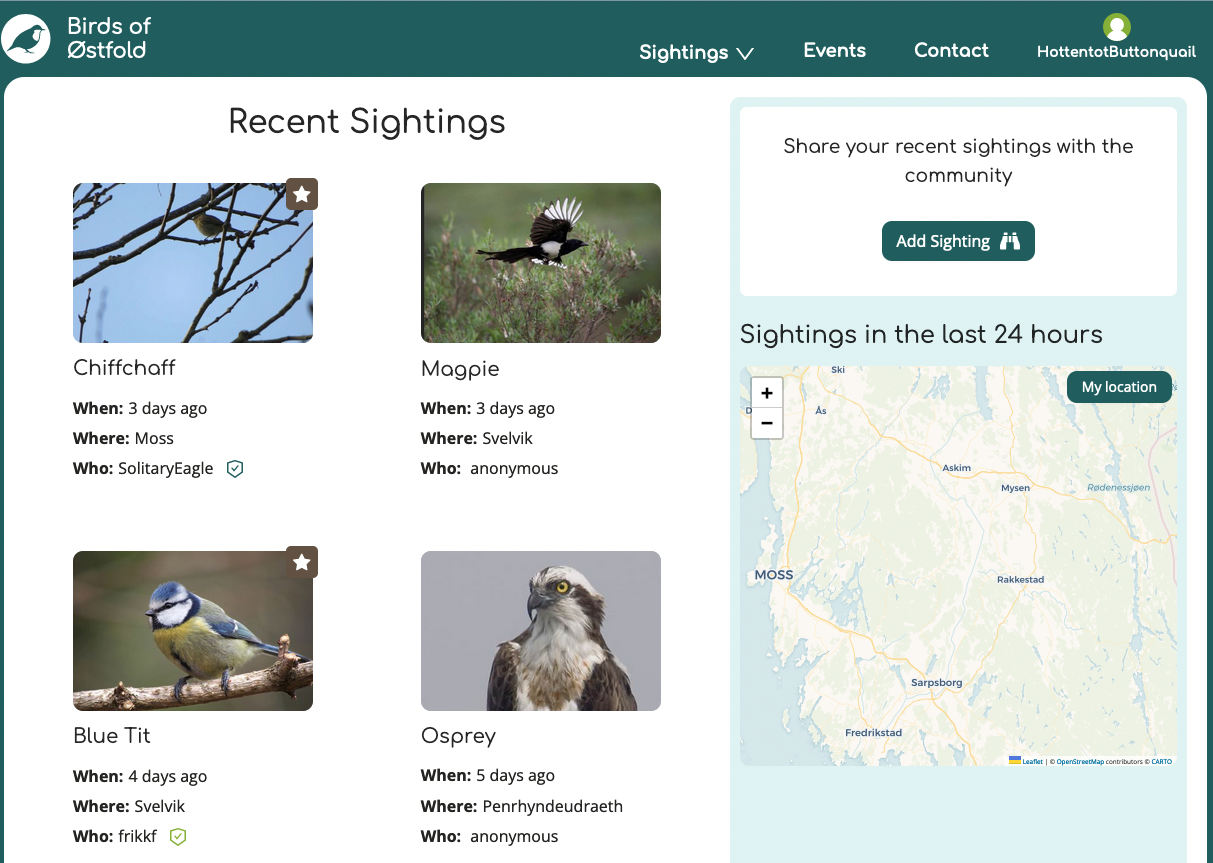 Birds of
Østfold
Sightings
Events
Contact
HottentotButtonquail
Recent Sightings
Chiffchaff
When: 3 days ago
Where: Moss
Who: SolitaryEagle
Magpie
When: 3 days ago
Where: Svelvik
Who: anonymous
Blue Tit
When: 4 days ago
Where: Svelvik
Who: frikkf
Osprey
When: 5 days ago
Where: Penrhyndeudraeth
Who: anonymous
Share your recent sightings with the
community
Add Sighting
Sightings in the last 24 hours
+
−
My location
Ski
Ås
Askim
Mysen
Rødenessjøen
MOSS
Rakkestad
Sarpsborg
Fredrikstad
Leaflet | © OpenStreetMap contributors © CARTO